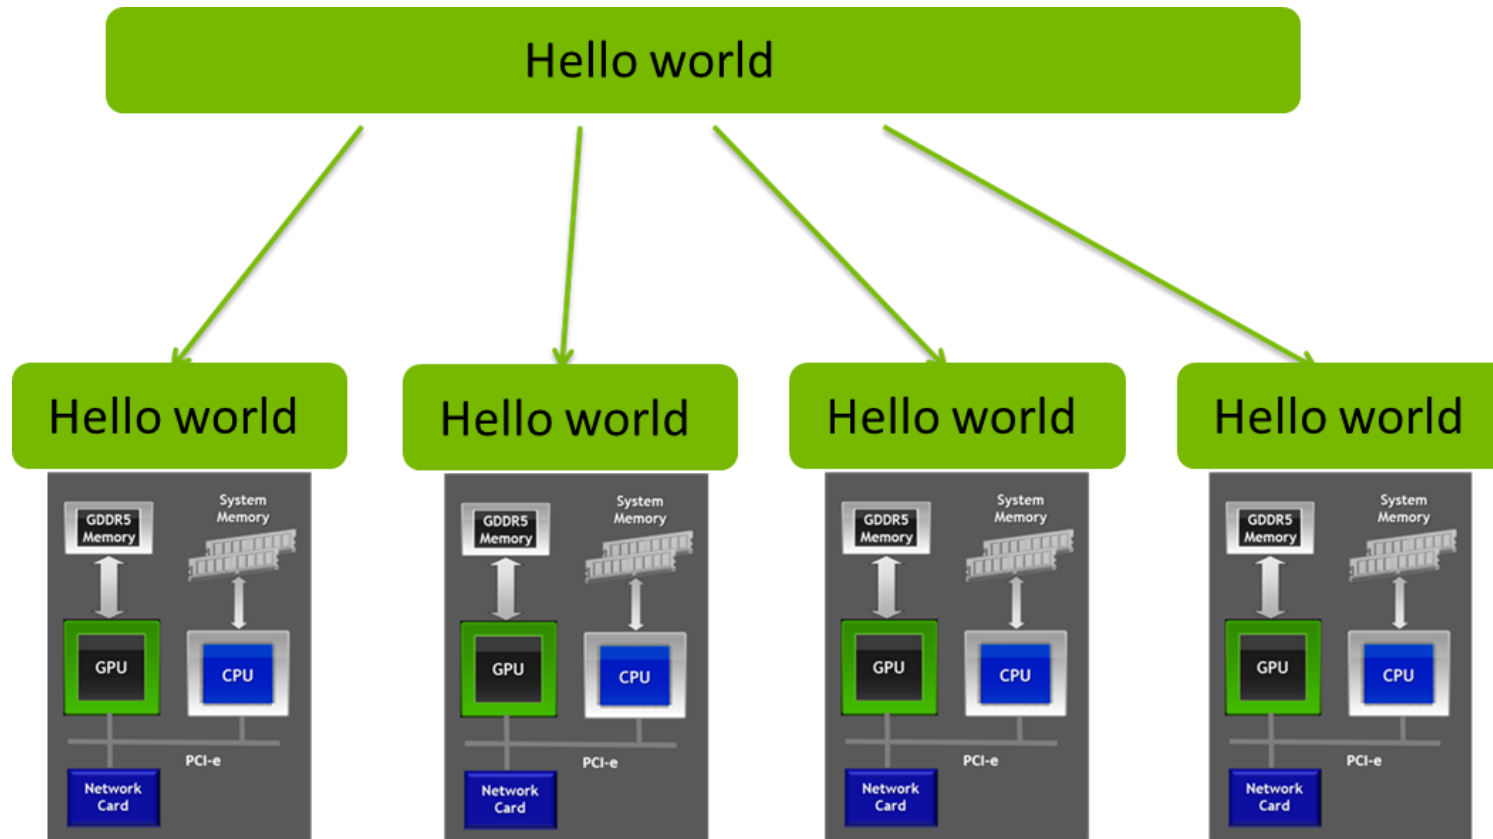 Hello world
Hello world
Hello world
Hello world
Hello world
GDDR5
Memory
System
Memory
GPU
CPU
PCI-e
Network
Card
GDDR5
Memory
System
Memory
GPU
CPU
PCI-e
Network
Card
GDDR5
Memory
System
Memory
GPU
CPU
PCI-e
Network
Card
GDDR5
Memory
System
Memory
GPU
CPU
PCI-e
Network
Card